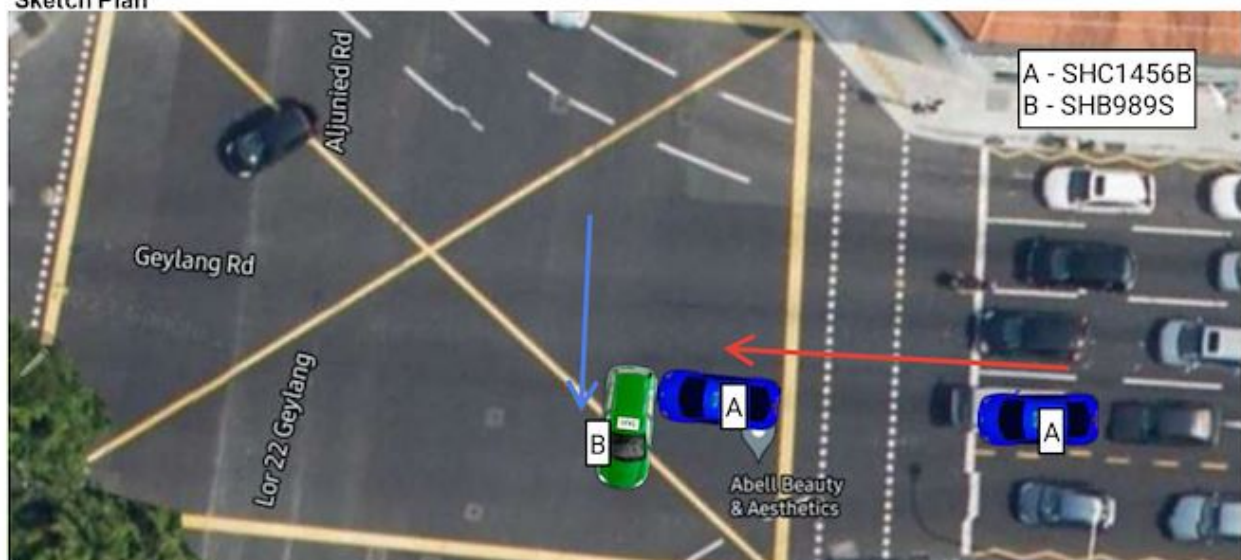 Sketch Plan
A - SHC1456B
B - SHB989S
Aljunied Rd
Geylang Rd
Lor 22 Geylang
A
B
A
Abell Beauty
& Aesthetics